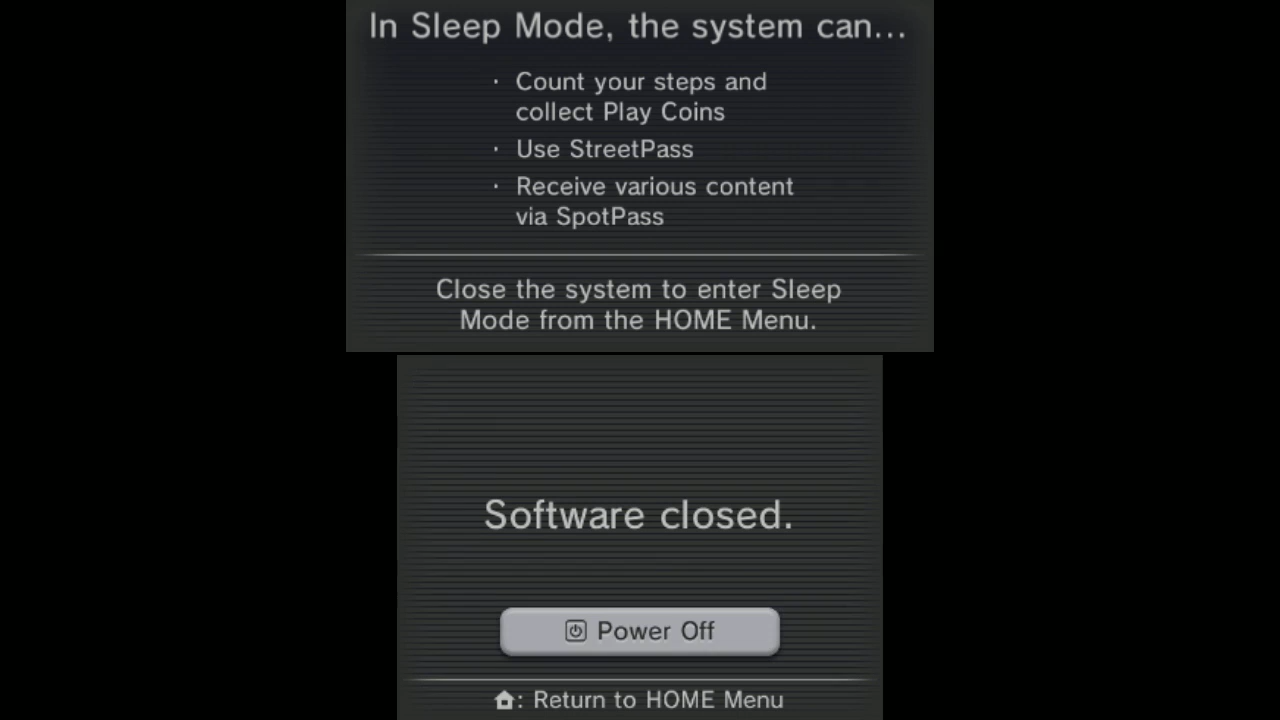 In Sleep Mode, the system can...
· Count your steps and
collect Play Coins
· Use StreetPass
· Receive various content
via SpotPass
Close the system to enter Sleep
Mode from the HOME Menu.
Software closed.
Power Off
: Return to HOME Menu